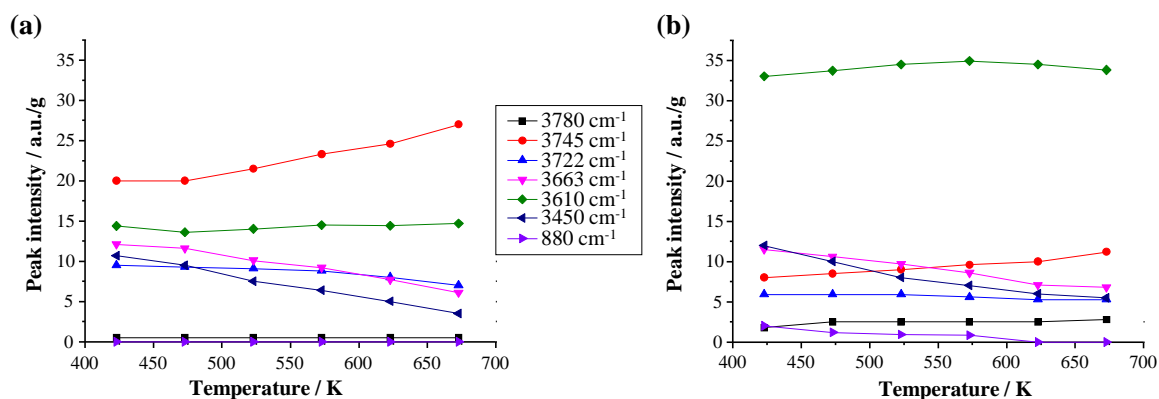 (a)
Peak intensity / a.u./g
35
30
25
20
15
10
5
0
400 450 500 550 600 650 700
Temperature / K
3780 cm⁻¹
3745 cm⁻¹
3722 cm⁻¹
3663 cm⁻¹
3610 cm⁻¹
3450 cm⁻¹
880 cm⁻¹
(b)
Peak intensity / a.u./g
35
30
25
20
15
10
5
0
400 450 500 550 600 650 700
Temperature / K